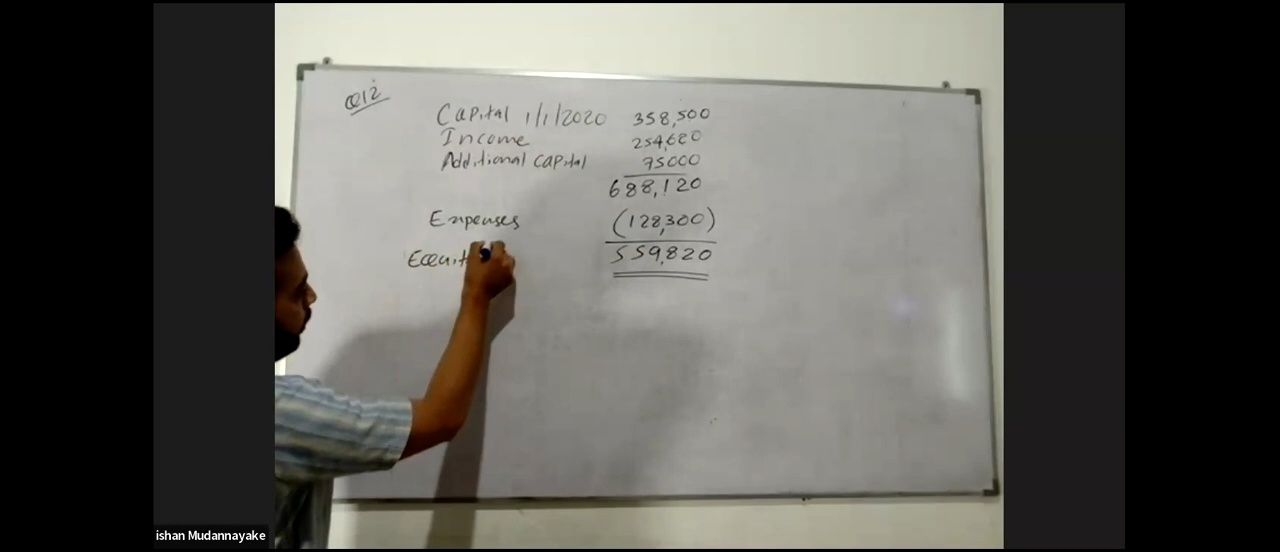 Q12
Capital 1/1/2020 358,500
Income 254,620
Additional capital 75000
688,120
Expenses (128,300)
559,820
ishan Mudannayake